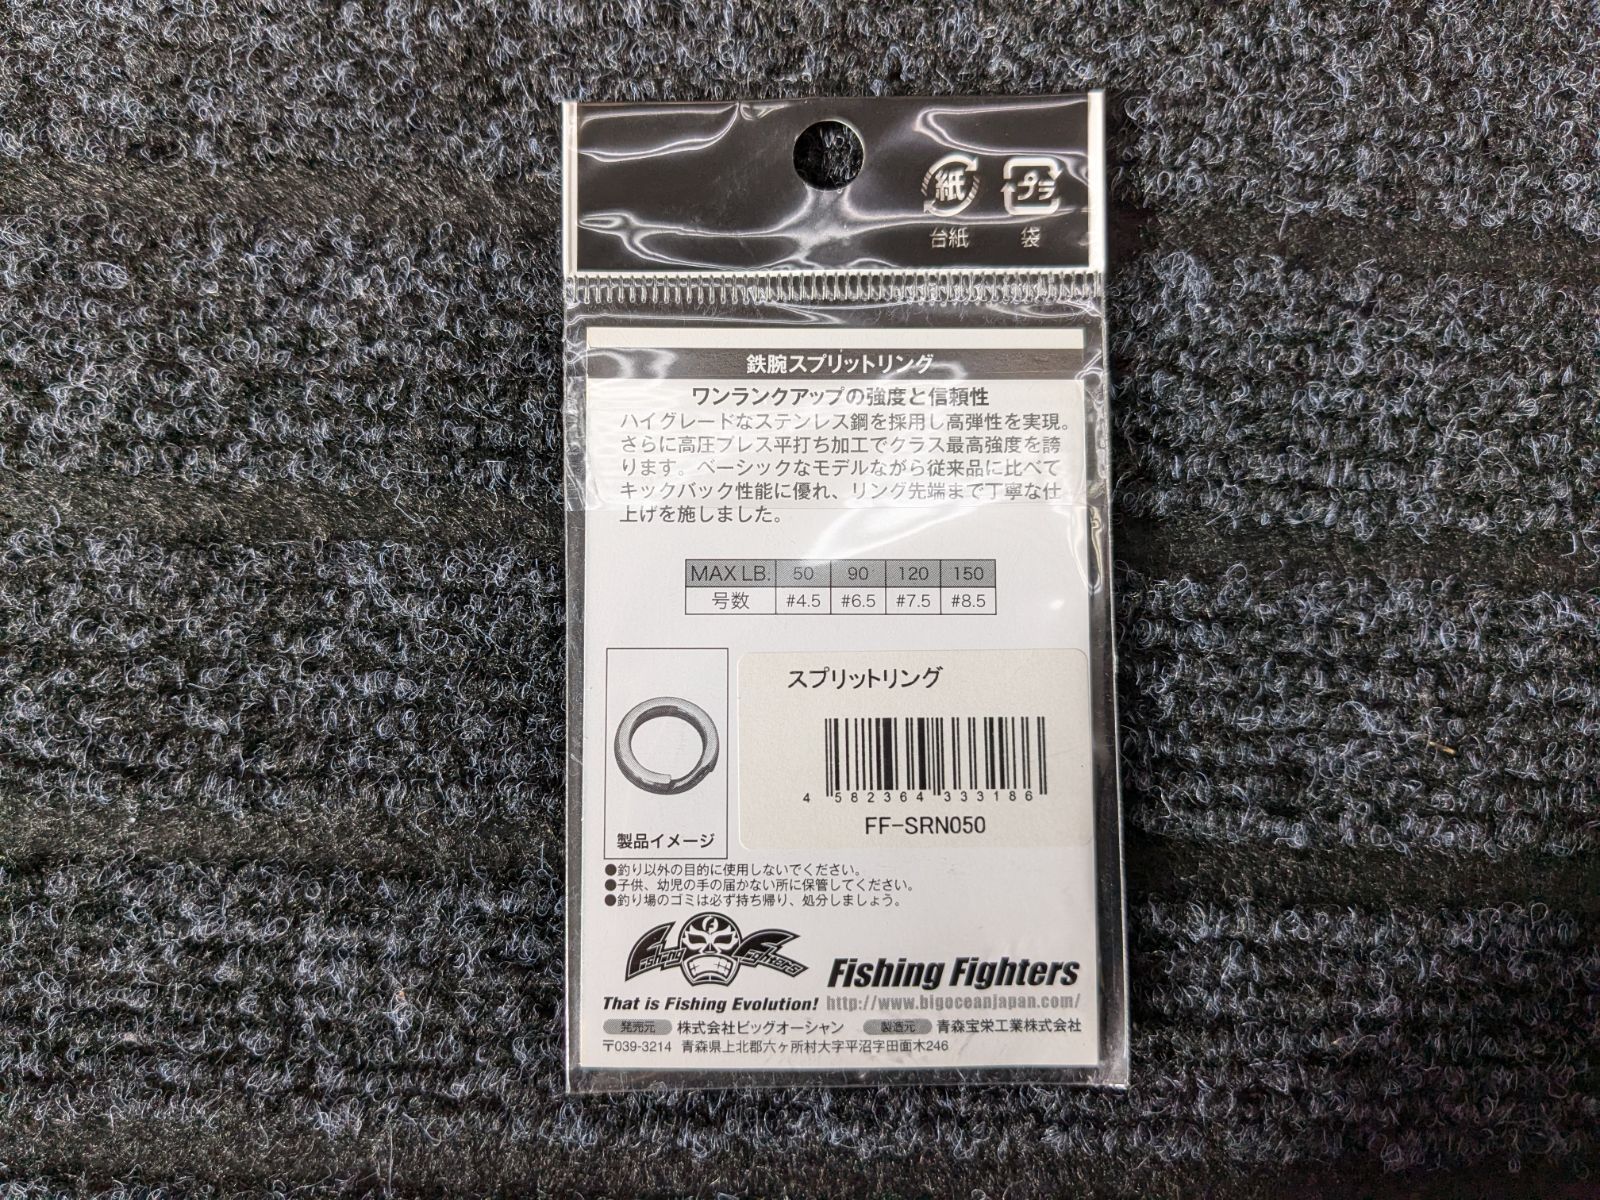 紙 プラ
台紙 袋
鉄腕スプリットリング
ワンランクアップの強度と信頼性
ハイグレードなステンレス鋼を採用し高弾性を実現。
さらに高圧プレス平打ち加工でクラス最高強度を誇
ります。ベーシックなモデルながら従来品に比べて
キックバック性能に優れ、リング先端まで丁寧な仕
上げを施しました。
MAX LB. 50 90 120 150
号数 #4.5 #6.5 #7.5 #8.5
スプリットリング
4 582364 333186
FF-SRN050
製品イメージ
●釣り以外の目的に使用しないでください。
●子供、幼児の手の届かない所に保管してください。
●釣り場のゴミは必ず持ち帰り、処分しましょう。
Fishing Fighters
Fishing Fighters
That is Fishing Evolution! http://www.bigoceanjapan.com/
発売元 株式会社ビッグオーシャン 製造元 青森宝栄工業株式会社
〒039-3214 青森県上北郡六ヶ所村大字平沼字田面木246